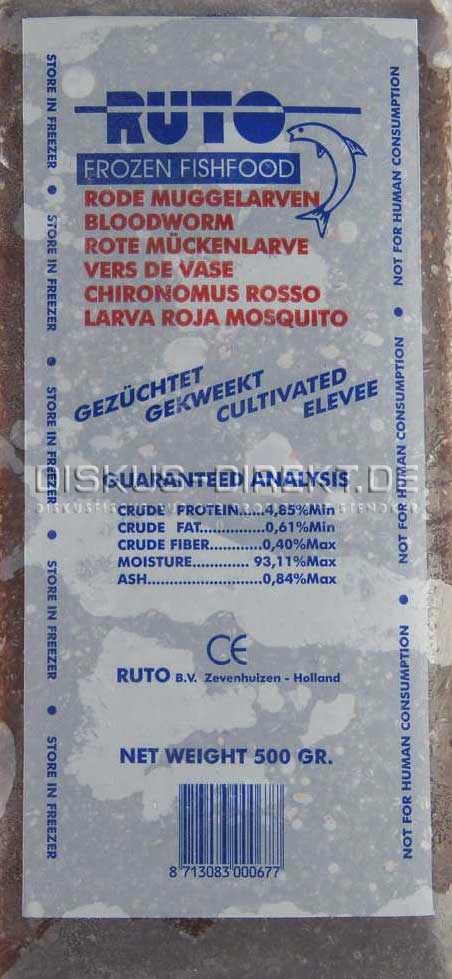 RUTO
FROZEN FISHFOOD
RODE MUGGELARVEN
BLOODWORM
ROTE MÜCKENLARVE
VERS DE VASE
CHIRONOMUS ROSSO
LARVA ROJA MOSQUITO
GEZÜCHTET
GEKWEEKT
CULTIVATED
ELEVEE
DISKUS-DIREKT.DE
GUARANTEED ANALYSIS
CRUDE PROTEIN.....4,85%Min
CRUDE FAT...............0,61%Min
CRUDE FIBER............0,40%Max
MOISTURE............. 93,11%Max
ASH..........................0,84%Max
CE
RUTO B.V. Zevenhuizen - Holland
NET WEIGHT 500 GR.
8 713083 000677
STORE IN FREEZER • STORE IN FREEZER • STORE IN FREEZER • STORE IN FREEZER • STORE IN FREEZER
NOT FOR HUMAN CONSUMPTION • NOT FOR HUMAN CONSUMPTION • NOT FOR HUMAN CONSUMPTION